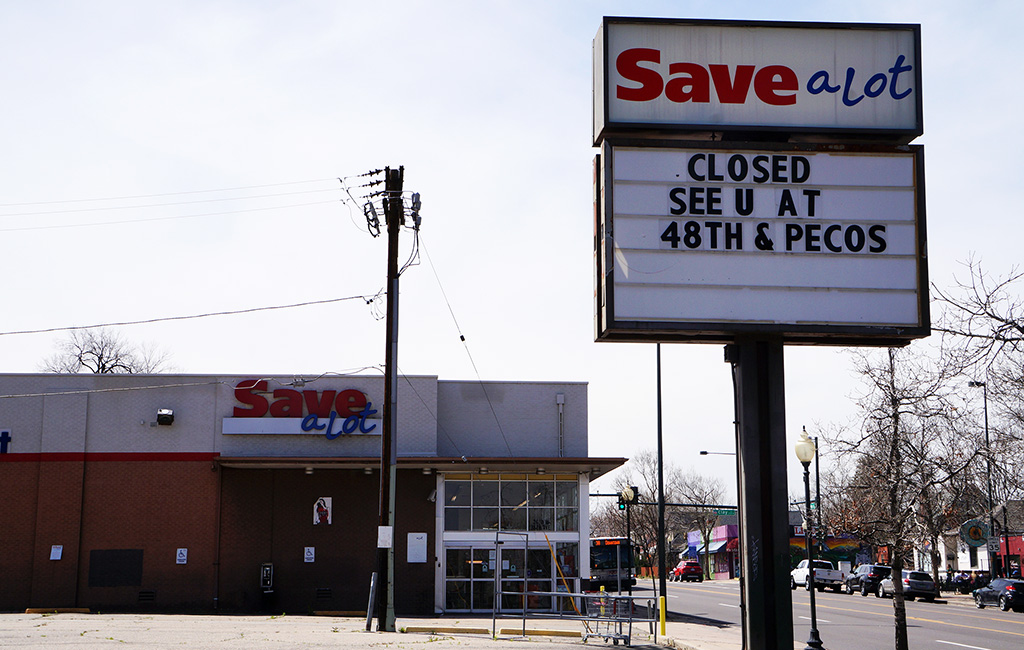 Save a Lot
CLOSED
SEE U AT
48TH & PECOS
Save
a Lot